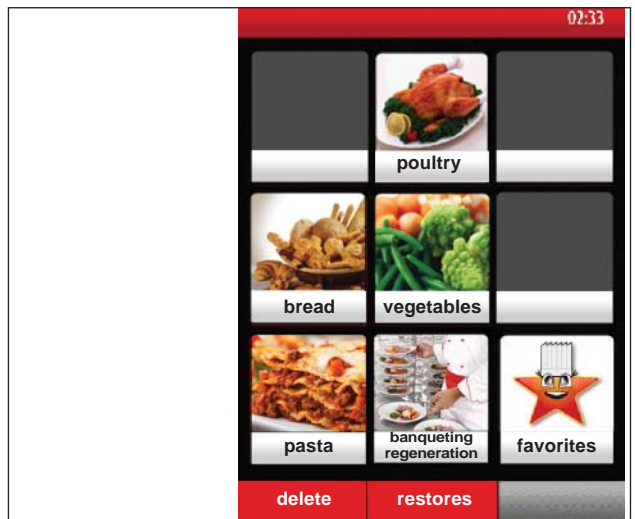 02:33
poultry
bread
vegetables
pasta
banqueting
regeneration
favorites
delete
restores